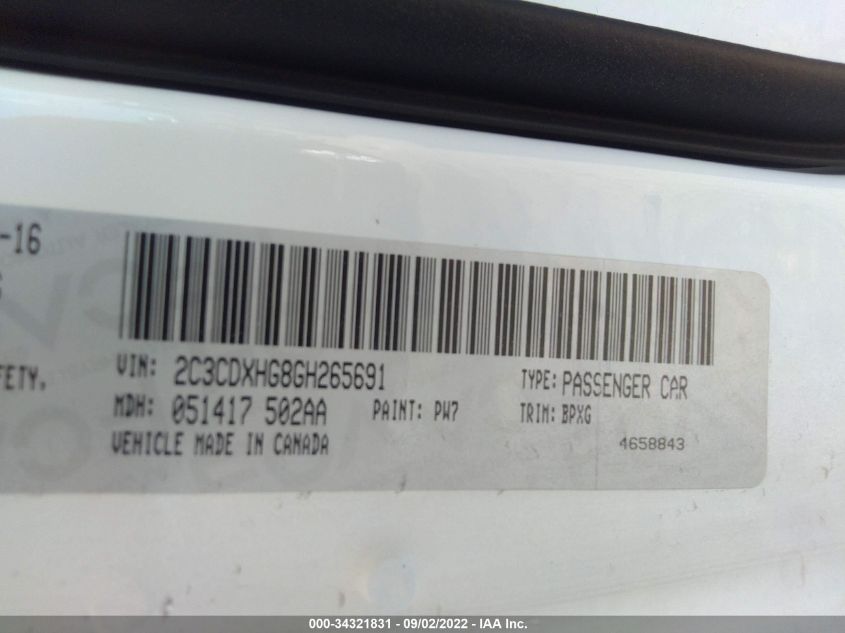 -16
FETY.
VIN: 2C3CDXHG8GH265691 TYPE: PASSENGER CAR
MDH: 051417 502AA PAINT: PW7 TRIM: BPXG
VEHICLE MADE IN CANADA 4658843
000-34321831 - 09/02/2022 - IAA Inc.